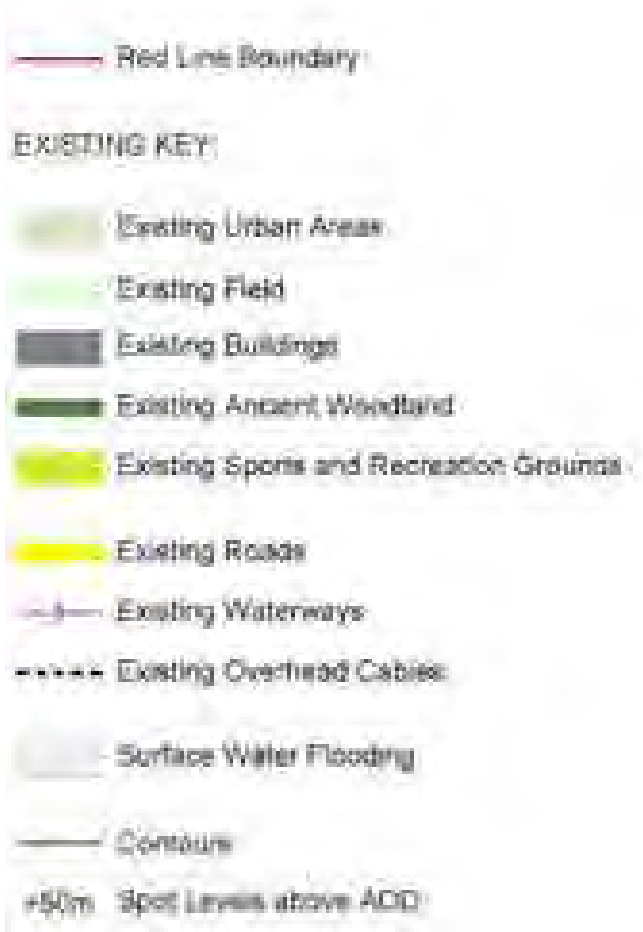 Red Line Boundary
EXISTING KEY:
Existing Urban Areas
Existing Field
Existing Buildings
Existing Ancient Woodland
Existing Sports and Recreation Grounds
Existing Roads
Existing Waterways
Existing Overhead Cables
Surface Water Flooding
Contours
+50m Spot Levels above AOD